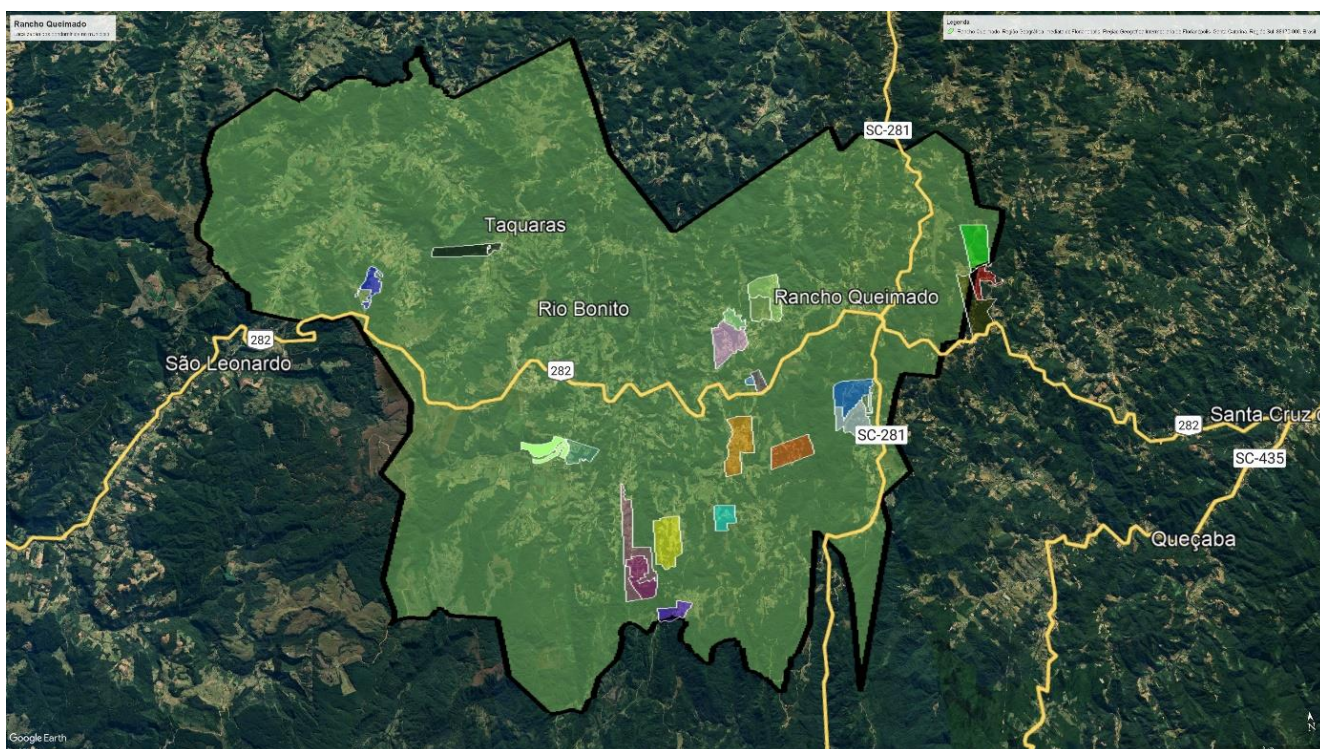 Rancho Queimado
Legenda
SC-281
Taquaras
Rio Bonito
Rancho Queimado
282
São Leonardo
282
SC-281
282
Santa Cruz
SC-435
Queçaba
Google Earth
N